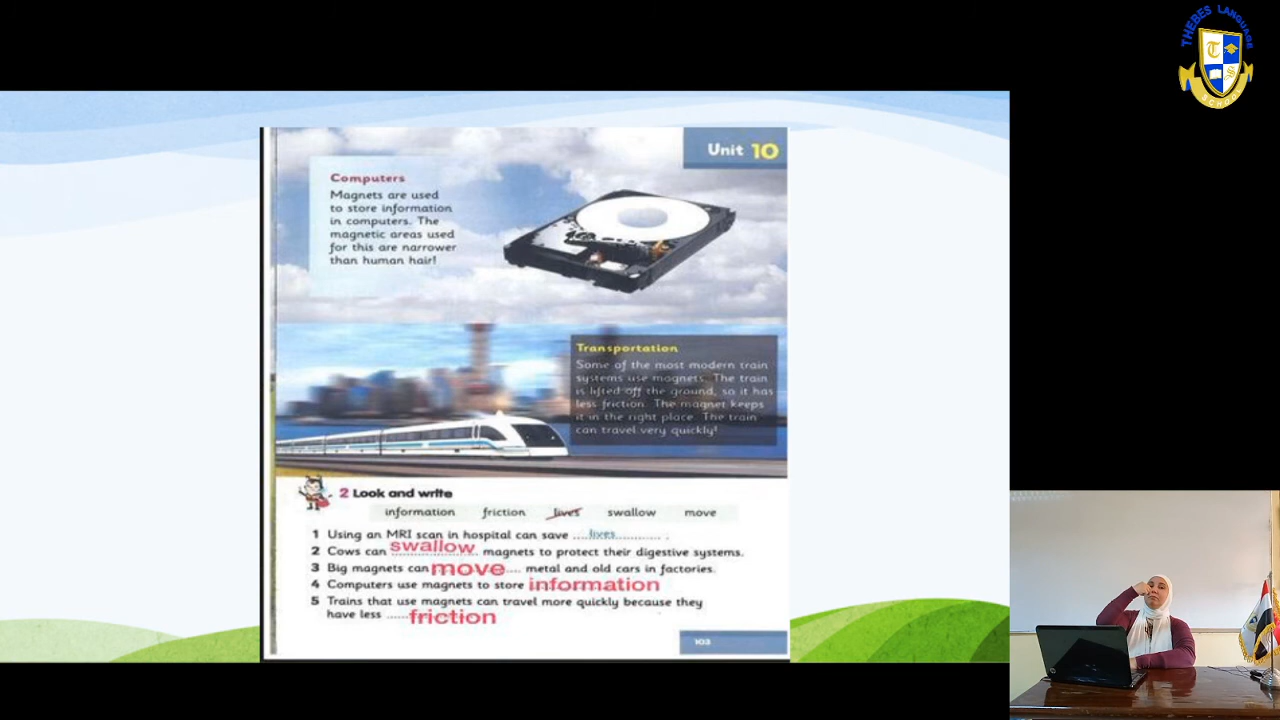 THEBES LANGUAGE
SCHOOL
Unit 10
Computers
Magnets are used
to store information
in computers. The
magnetic areas used
for this are narrower
than human hair!
Transportation
Some of the most modern train
systems use magnets. The train
is lifted off the ground, so it has
less friction. The magnet keeps
it in the right place. The train
can travel very quickly!
2 Look and write
information friction lives swallow move
1 Using an MRI scan in hospital can save ....lives.............. .
2 Cows can swallow magnets to protect their digestive systems.
3 Big magnets can move .... metal and old cars in factories.
4 Computers use magnets to store information
5 Trains that use magnets can travel more quickly because they
have less ......friction
103